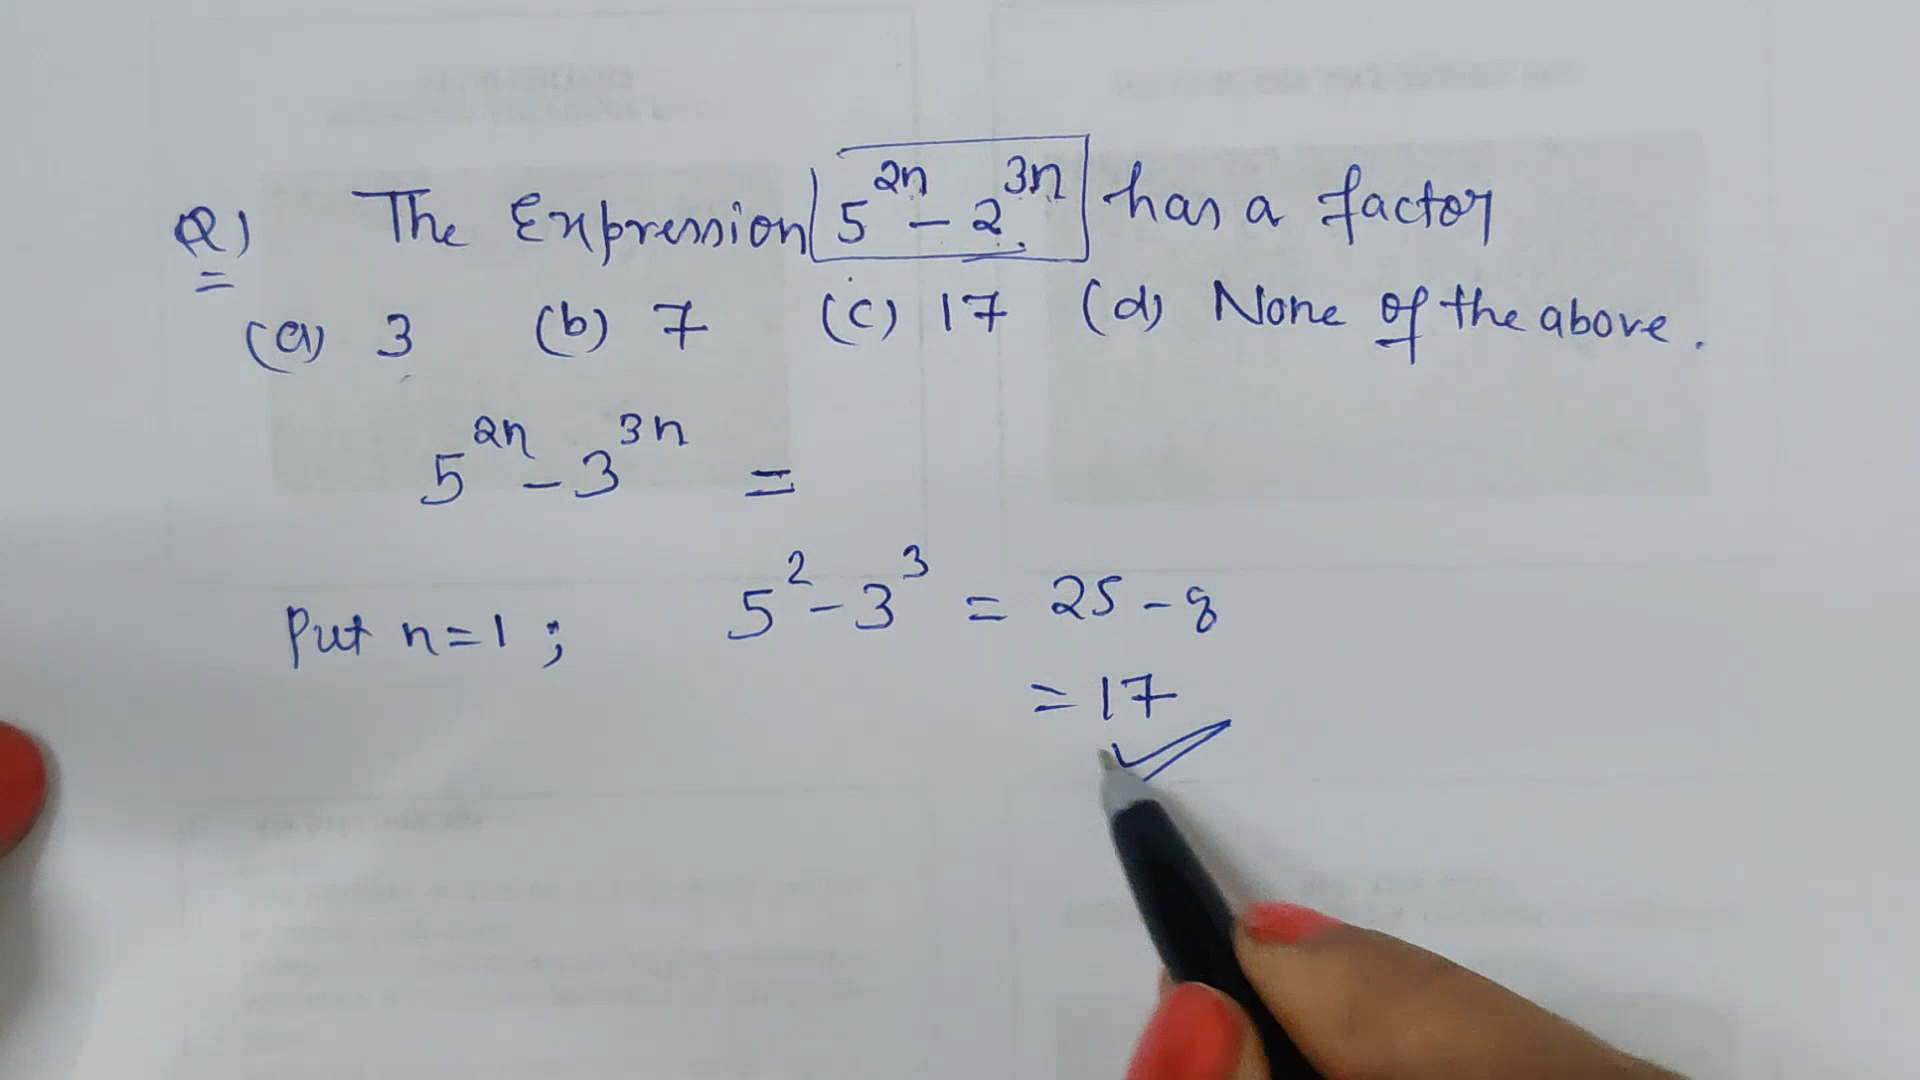 Q) The Expression 5^{2n} - 2^{3n} has a factor
(a) 3 (b) 7 (c) 17 (d) None of the above.
5^{2n} - 3^{3n} =
Put n=1 ; 5^2 - 3^3 = 25 - 8
= 17